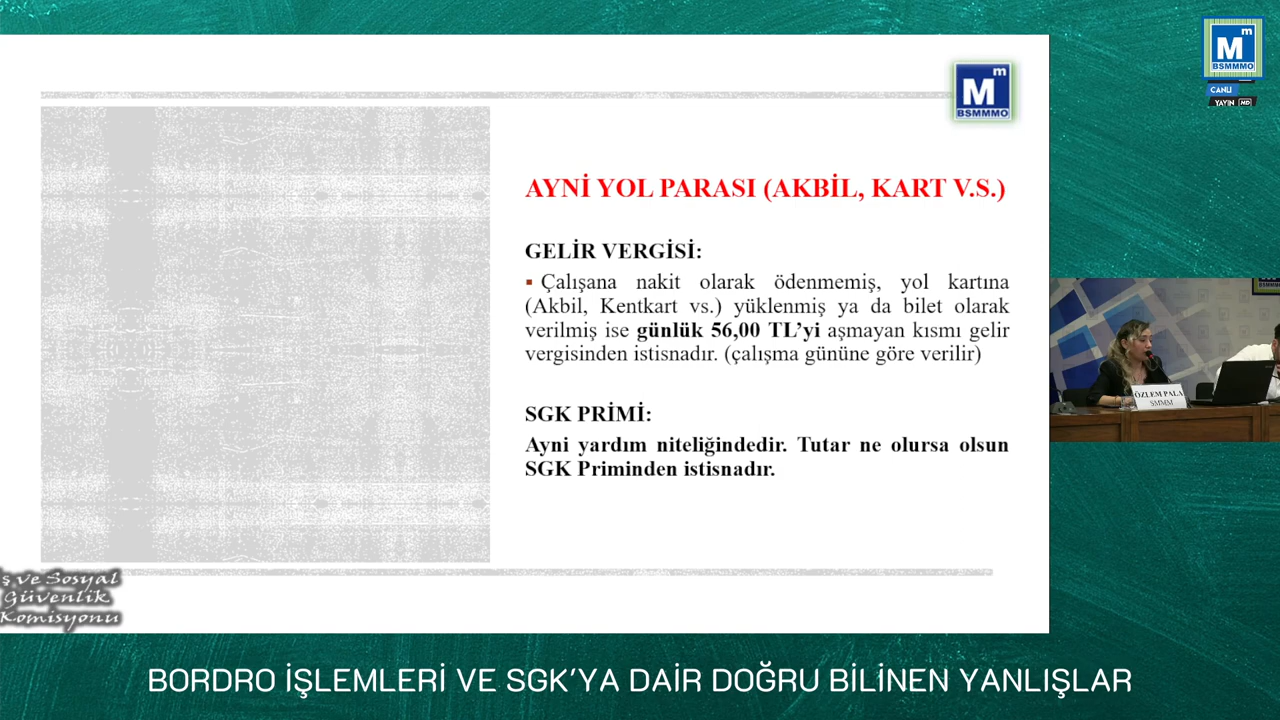 M m
BSMMMO
CANLI
YAYIN HD
M m
BSMMMO
AYNİ YOL PARASI (AKBİL, KART V.S.)
GELİR VERGİSİ:
▪ Çalışana nakit olarak ödenmemiş, yol kartına
(Akbil, Kentkart vs.) yüklenmiş ya da bilet olarak
verilmiş ise günlük 56,00 TL’yi aşmayan kısmı gelir
vergisinden istisnadır. (çalışma gününe göre verilir)
SGK PRİMİ:
Ayni yardım niteliğindedir. Tutar ne olursa olsun
SGK Priminden istisnadır.
BSMMMO
ÖZLEM PALA
SMMM
ş ve Sosyal
Güvenlik
Komisyonu
BORDRO İŞLEMLERİ VE SGK'YA DAİR DOĞRU BİLİNEN YANLIŞLAR